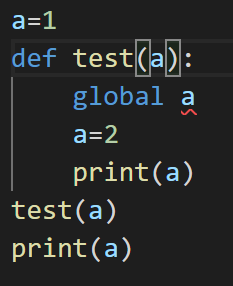 a=1
def test(a):
    global a
    a=2
    print(a)
test(a)
print(a)